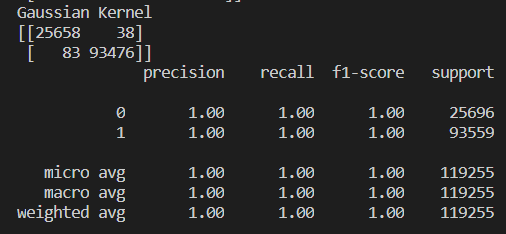 Gaussian Kernel
[[25658    38]
 [   83 93476]]
              precision    recall  f1-score   support

           0       1.00      1.00      1.00     25696
           1       1.00      1.00      1.00     93559

   micro avg       1.00      1.00      1.00    119255
   macro avg       1.00      1.00      1.00    119255
weighted avg       1.00      1.00      1.00    119255